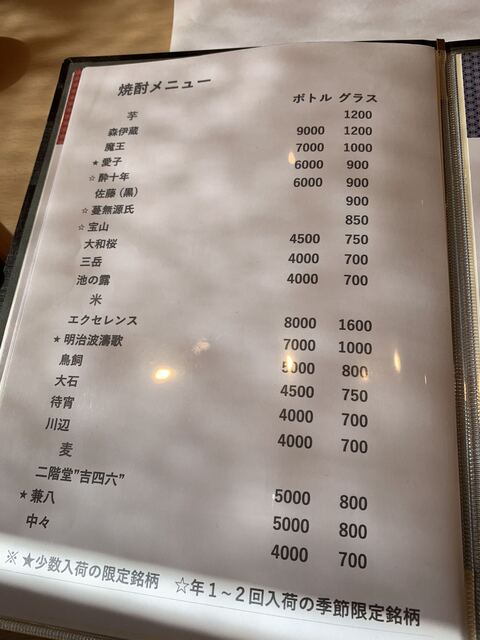 焼酎メニュー
ボトル グラス
芋
森伊蔵 1200
魔王 9000 1200
★愛子 7000 1000
☆酔十年 6000 900
佐藤(黒) 6000 900
☆蔓無源氏 900
☆宝山 850
大和桜 4500 750
三岳 4000 700
池の露 4000 700
米
エクセレンス 8000 1600
★明治波濤歌 7000 1000
鳥飼 5000 800
大石 4500 750
待宵 4000 700
川辺 4000 700
麦
二階堂"吉四六" 5000 800
★兼八 5000 800
中々 4000 700
※ ★少数入荷の限定銘柄 ☆年1~2回入荷の季節限定銘柄